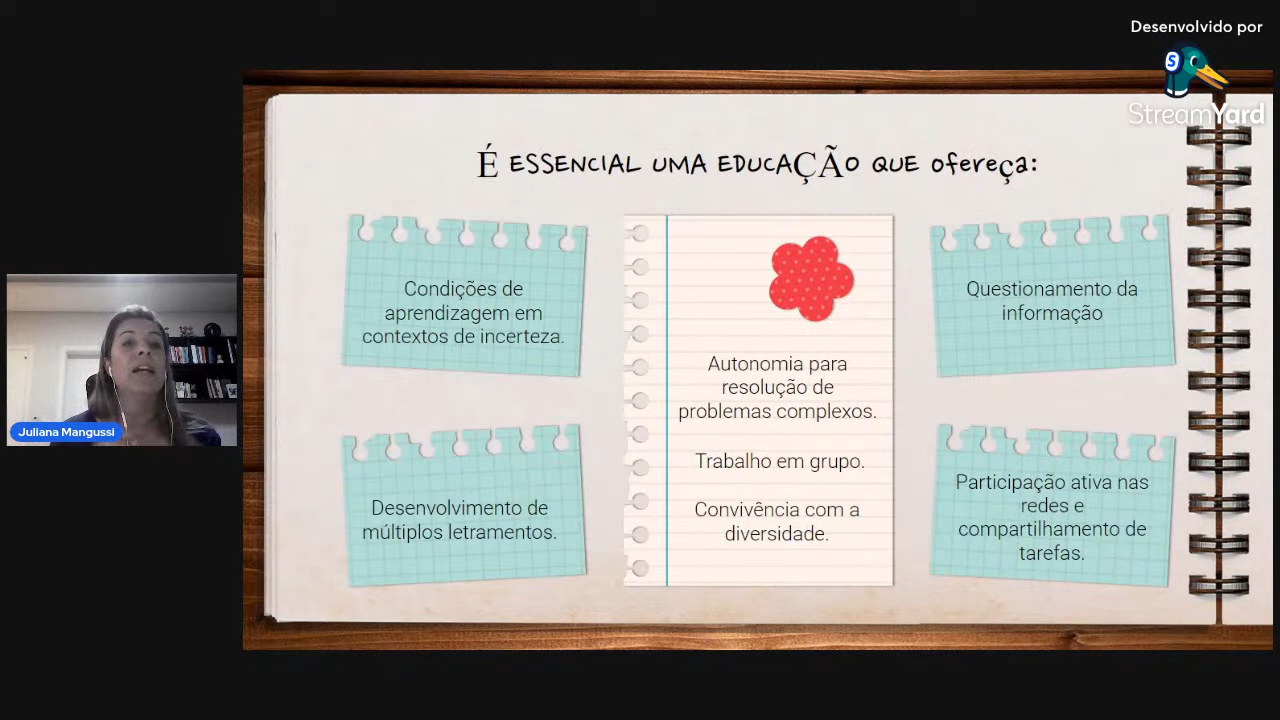 Desenvolvido por
StreamYard
É ESSENCIAL UMA EDUCAÇÃO QUE ofereça:
Condições de
aprendizagem em
contextos de incerteza.
Desenvolvimento de
múltiplos letramentos.
Autonomia para
resolução de
problemas complexos.
Trabalho em grupo.
Convivência com a
diversidade.
Questionamento da
informação
Participação ativa nas
redes e
compartilhamento de
tarefas.
Juliana Mangussi